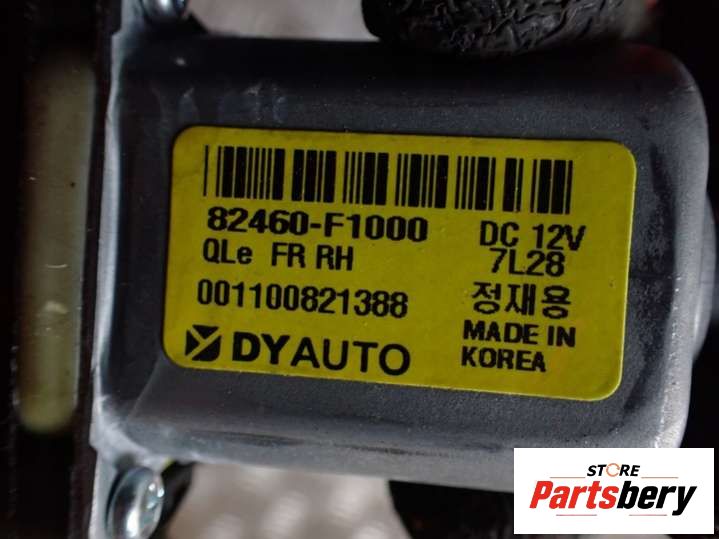 82460-F1000 DC 12V
QLe FR RH 7L28
001100821388 정재용
DYAUTO MADE IN
KOREA
STORE
Partsbery